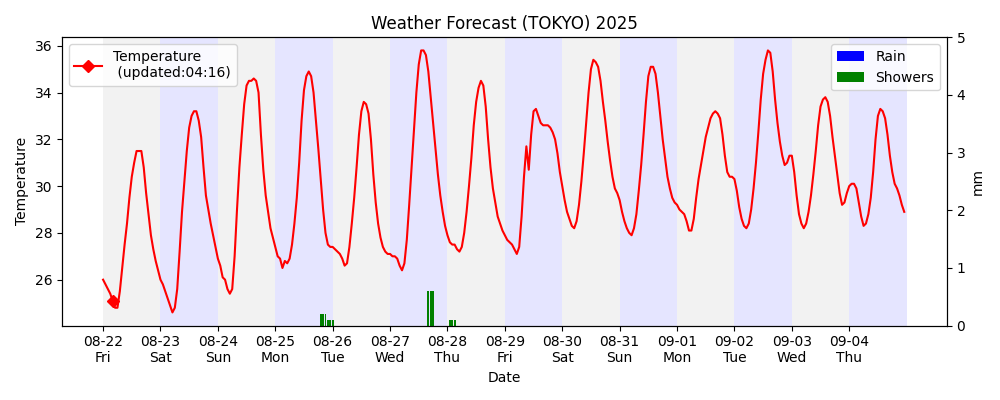 Weather Forecast (TOKYO) 2025
Temperature
(updated:04:16)
Rain
Showers
Temperature
36
34
32
30
28
26
5
4
3
2
1
0
mm
08-22 08-23 08-24 08-25 08-26 08-27 08-28 08-29 08-30 08-31 09-01 09-02 09-03 09-04
Fri Sat Sun Mon Tue Wed Thu Fri Sat Sun Mon Tue Wed Thu
Date